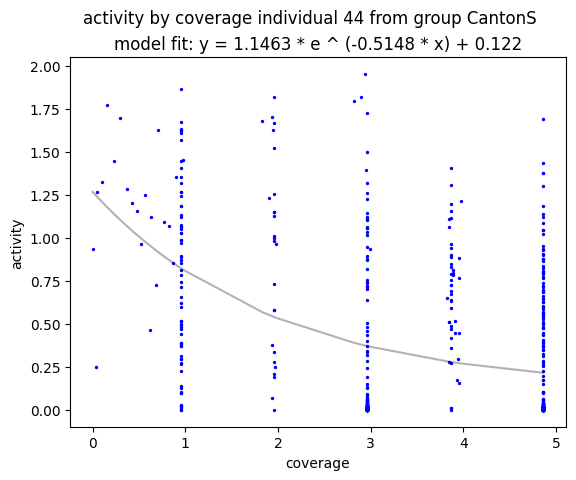 activity by coverage individual 44 from group CantonS
model fit: y = 1.1463 * e ^ (-0.5148 * x) + 0.122
2.00
1.75
1.50
1.25
1.00
0.75
0.50
0.25
0.00
activity
0 1 2 3 4 5
coverage